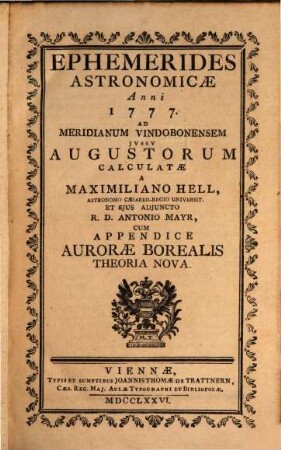 EPHEMERIDES
ASTRONOMICÆ
Anni
1777.
AD
MERIDIANUM VINDOBONENSEM
JUSSU
AUGUSTORUM
CALCULATÆ
A
MAXIMILIANO HELL,
ASTRONOMO CÆSAREO-REGIO UNIVERSIT.
ET EJUS ADJUNCTO
R. D. ANTONIO MAYR,
CUM
APPENDICE
AURORÆ BOREALIS
THEORIA NOVA.
VIENNÆ,
TYPIS ET SUMPTIBUS JOANNIS THOMÆ DE TRATTNERN,
CÆS. REG. MAJ. AULÆ TYPOGRAPHI ET BIBLIOPOLÆ,
MDCCLXXVI.